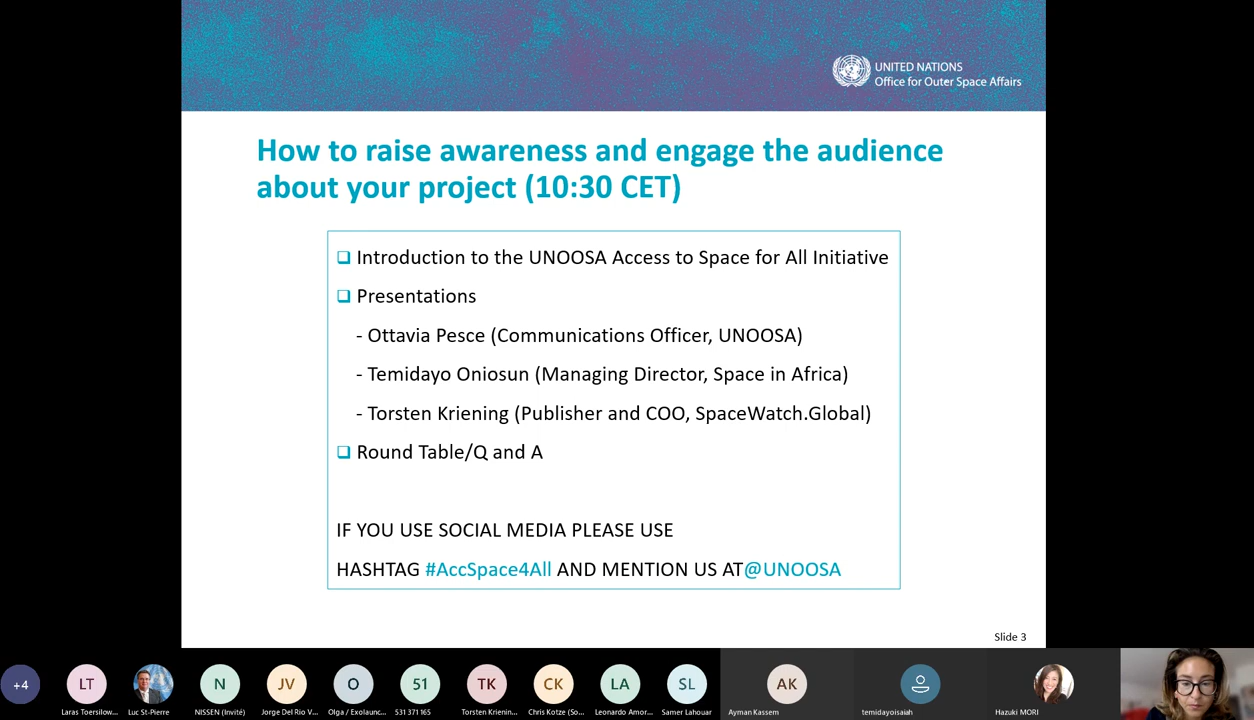 UNITED NATIONS
Office for Outer Space Affairs
How to raise awareness and engage the audience
about your project (10:30 CET)
Introduction to the UNOOSA Access to Space for All Initiative
Presentations
- Ottavia Pesce (Communications Officer, UNOOSA)
- Temidayo Oniosun (Managing Director, Space in Africa)
- Torsten Kriening (Publisher and COO, SpaceWatch.Global)
Round Table/Q and A
IF YOU USE SOCIAL MEDIA PLEASE USE
HASHTAG #AccSpace4All AND MENTION US AT@UNOOSA
Slide 3
+4
LT
N
JV
O
51
TK
CK
LA
SL
AK
Laras Toersilow...
Luc St-Pierre
NISSEN (Invité)
Jorge Del Rio V...
Olga / Exolaunc...
531 371 165
Torsten Krienin...
Chris Kotze (So...
Leonardo Amor...
Samer Lahouar
Ayman Kassem
temidayoisaiah
Hazuki MORI